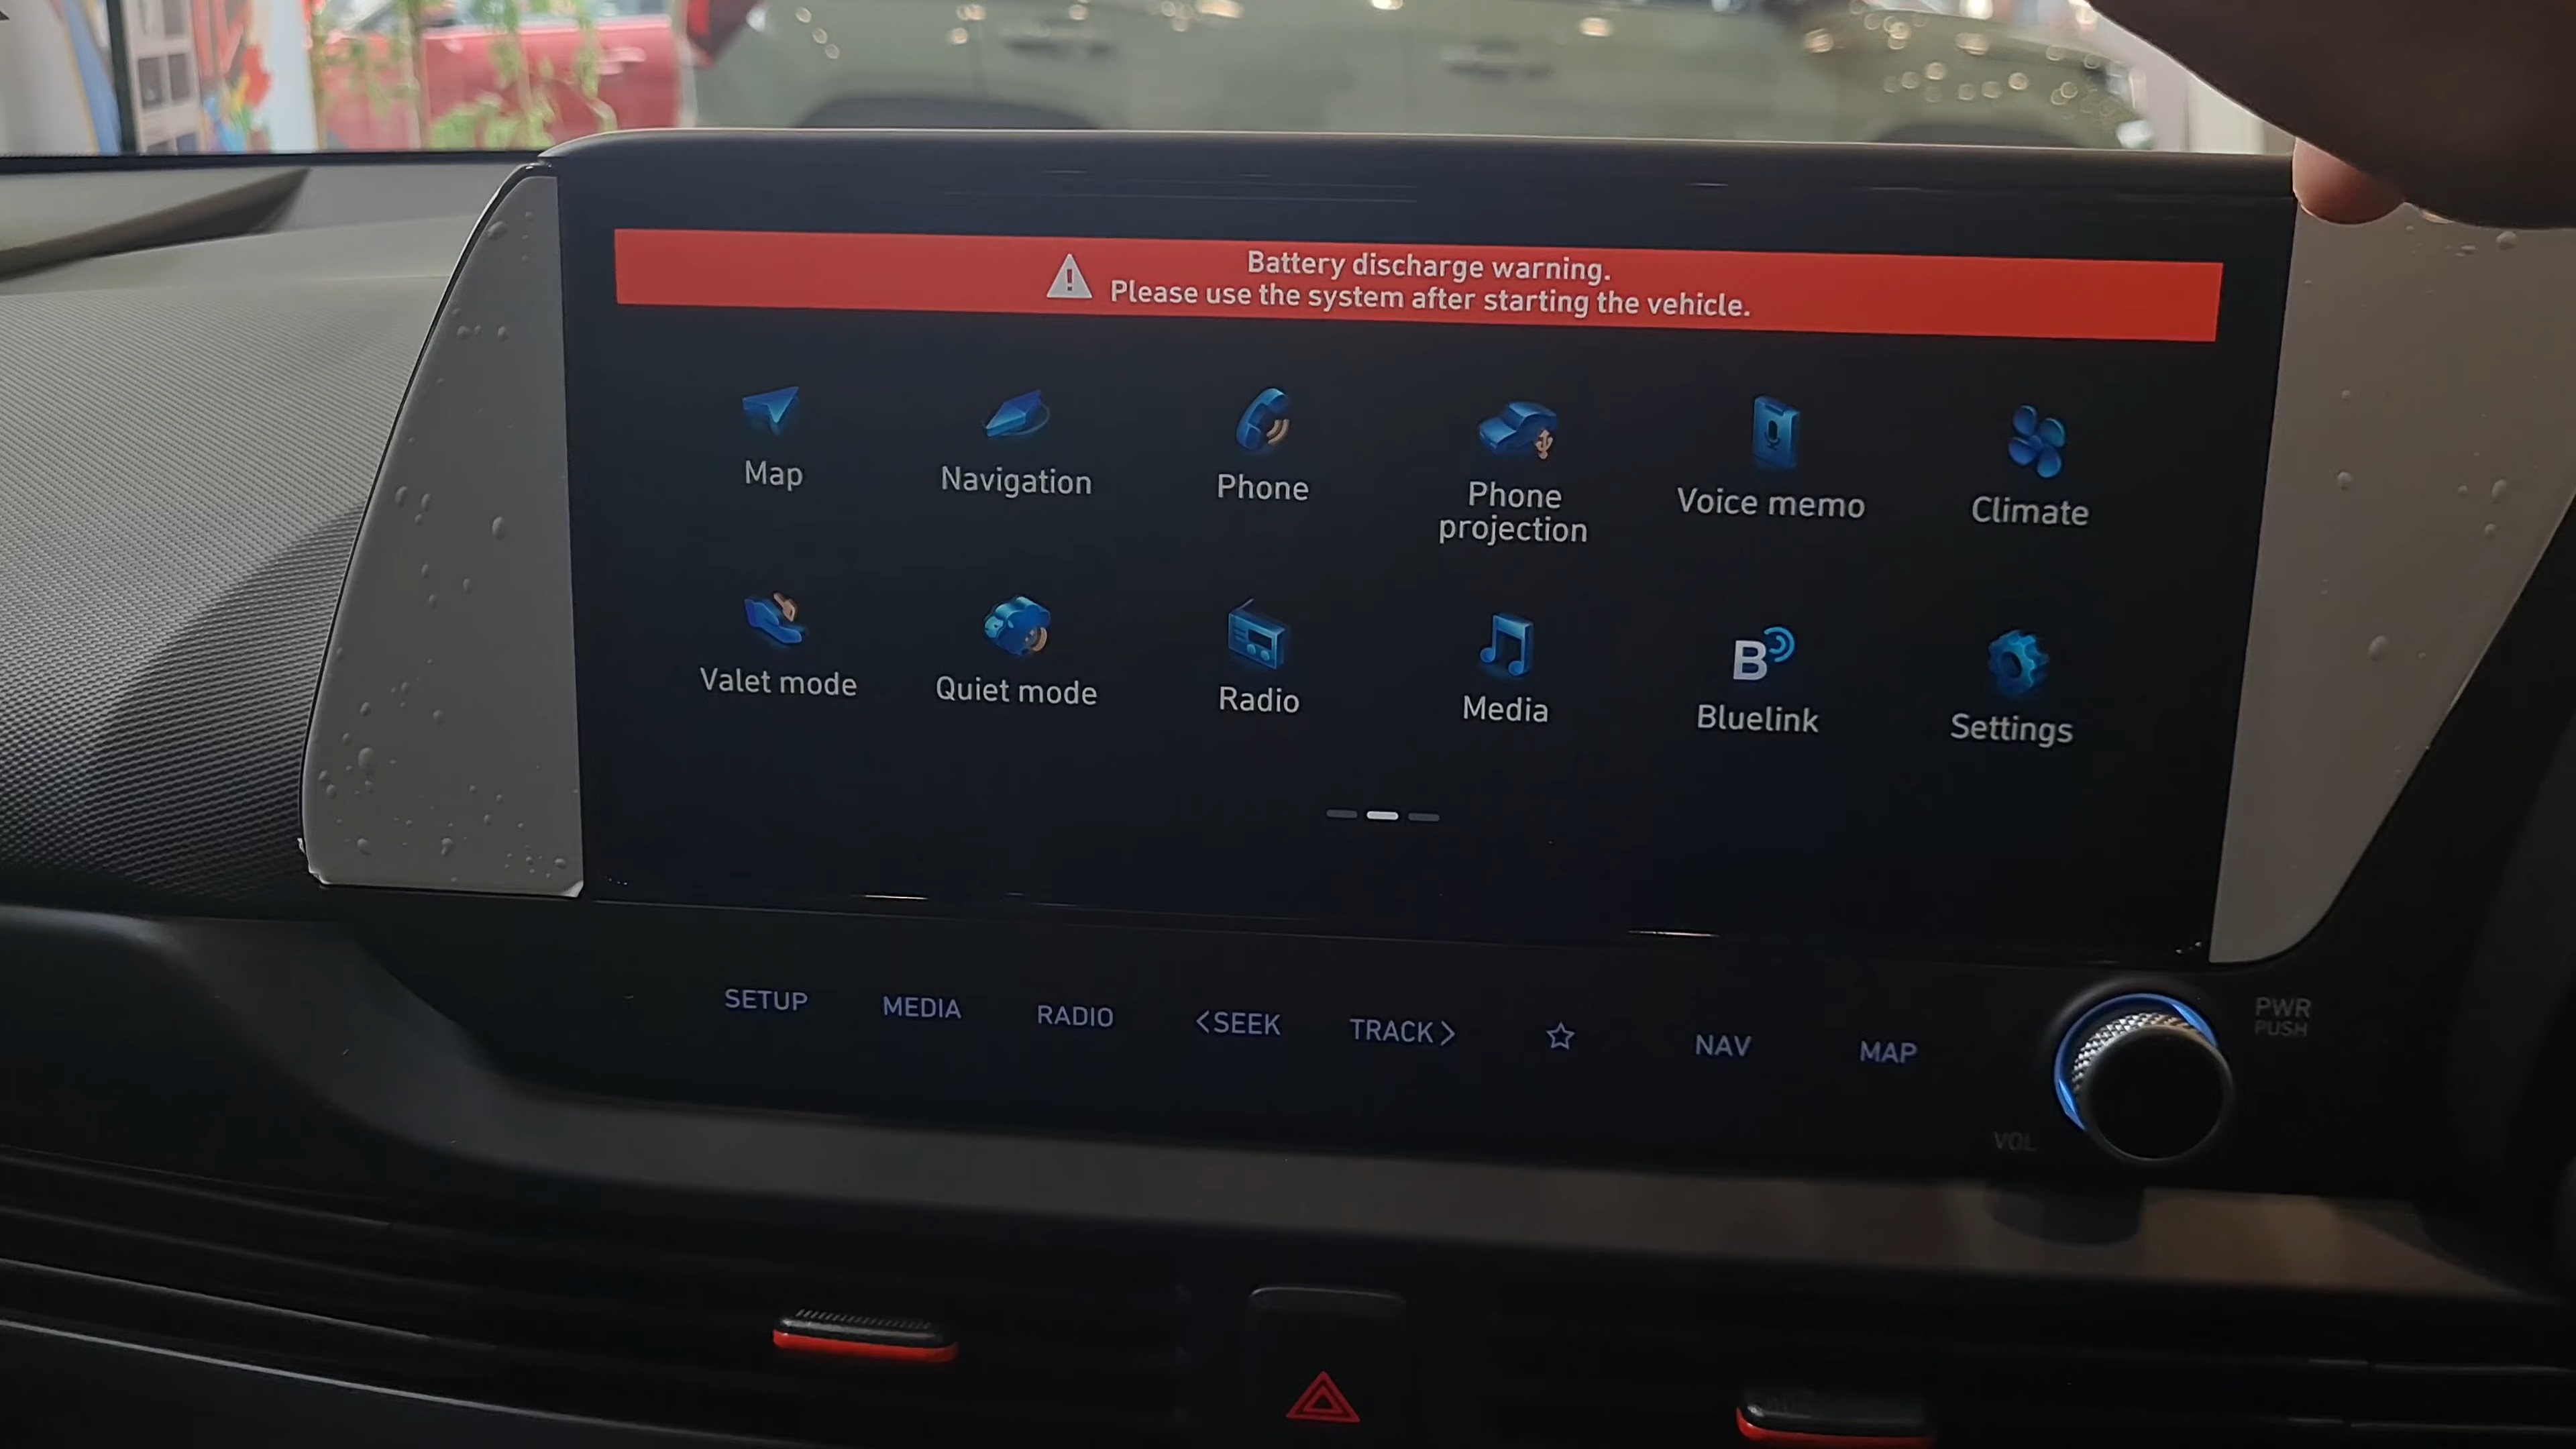 Battery discharge warning.
Please use the system after starting the vehicle.
Map
Navigation
Phone
Phone
projection
Voice memo
Climate
Valet mode
Quiet mode
Radio
Media
B
Bluelink
Settings
SETUP
MEDIA
RADIO
<SEEK
TRACK>
☆
NAV
MAP
PWR
PUSH
VOL